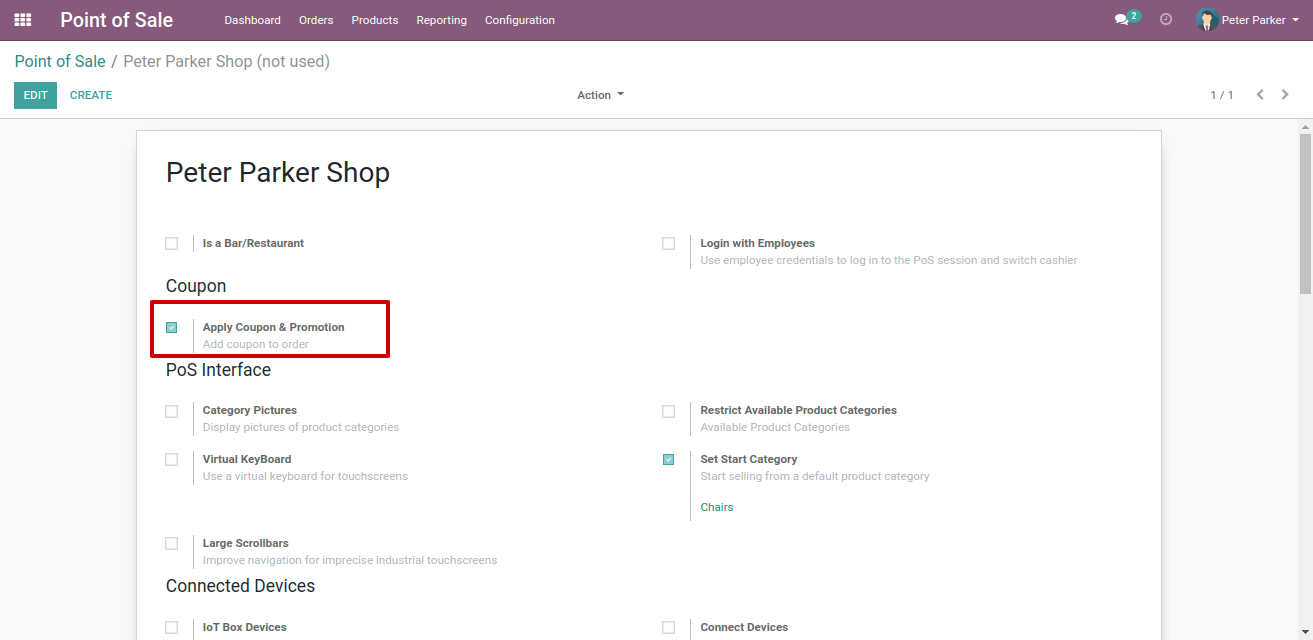 Point of Sale Dashboard Orders Products Reporting Configuration 2 Peter Parker
Point of Sale / Peter Parker Shop (not used)
EDIT CREATE Action 1 / 1
Peter Parker Shop
Is a Bar/Restaurant Login with Employees
Use employee credentials to log in to the PoS session and switch cashier
Coupon
Apply Coupon & Promotion
Add coupon to order
PoS Interface
Category Pictures Restrict Available Product Categories
Display pictures of product categories Available Product Categories
Virtual KeyBoard Set Start Category
Use a virtual keyboard for touchscreens Start selling from a default product category
Chairs
Large Scrollbars
Improve navigation for imprecise industrial touchscreens
Connected Devices
IoT Box Devices Connect Devices